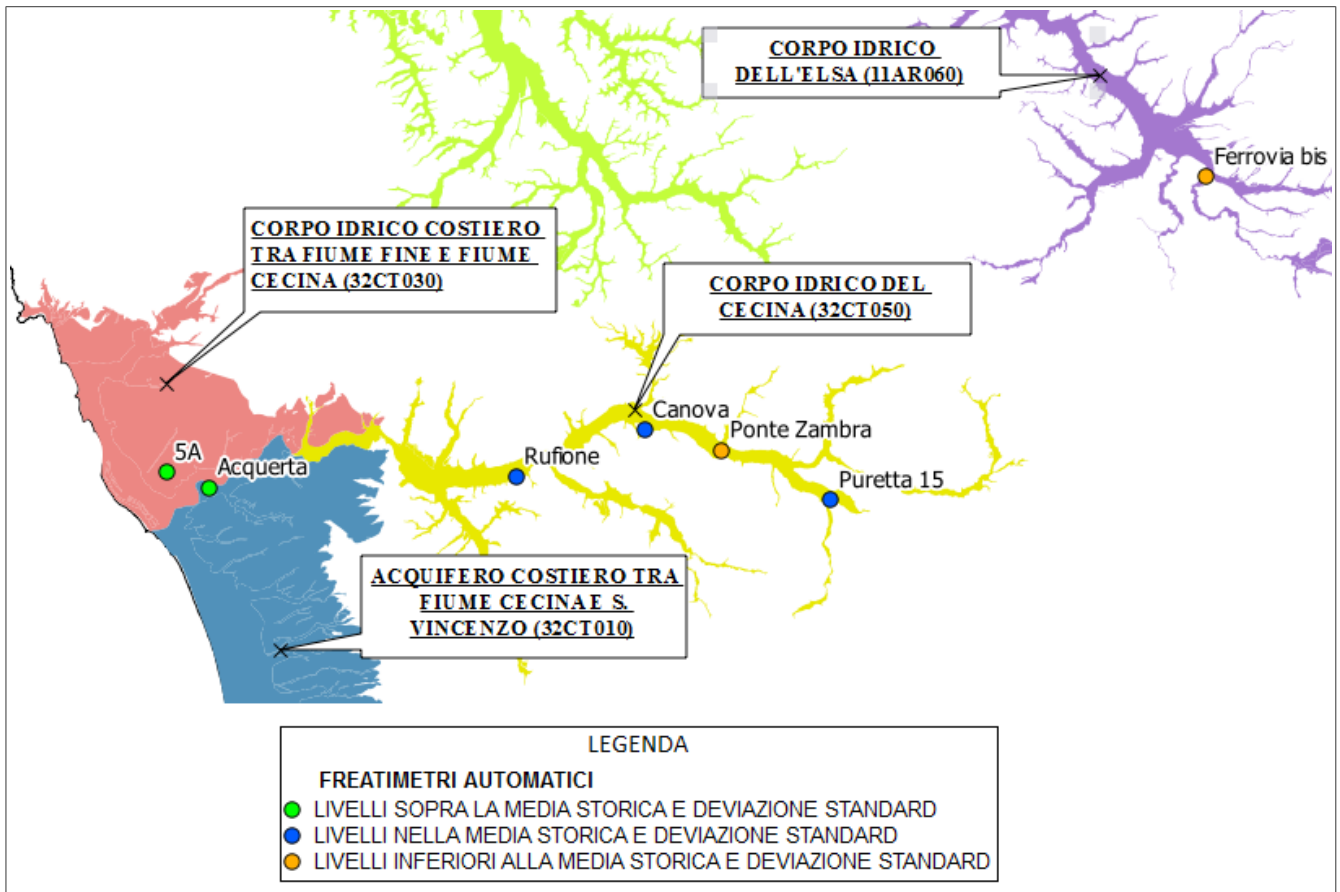 CORPO IDRICO
DELL'ELSA (11AR060)
Ferrovia bis
CORPO IDRICO COSTIERO
TRA FIUME FINE E FIUME
CECINA (32CT030)
CORPO IDRICO DEL
CECINA (32CT050)
Canova
Ponte Zambra
5A
Acquerta
Rufione
Puretta 15
ACQUIFERO COSTIERO TRA
FIUME CECINA E S.
VINCENZO (32CT010)
LEGENDA
FREATIMETRI AUTOMATICI
LIVELLI SOPRA LA MEDIA STORICA E DEVIAZIONE STANDARD
LIVELLI NELLA MEDIA STORICA E DEVIAZIONE STANDARD
LIVELLI INFERIORI ALLA MEDIA STORICA E DEVIAZIONE STANDARD